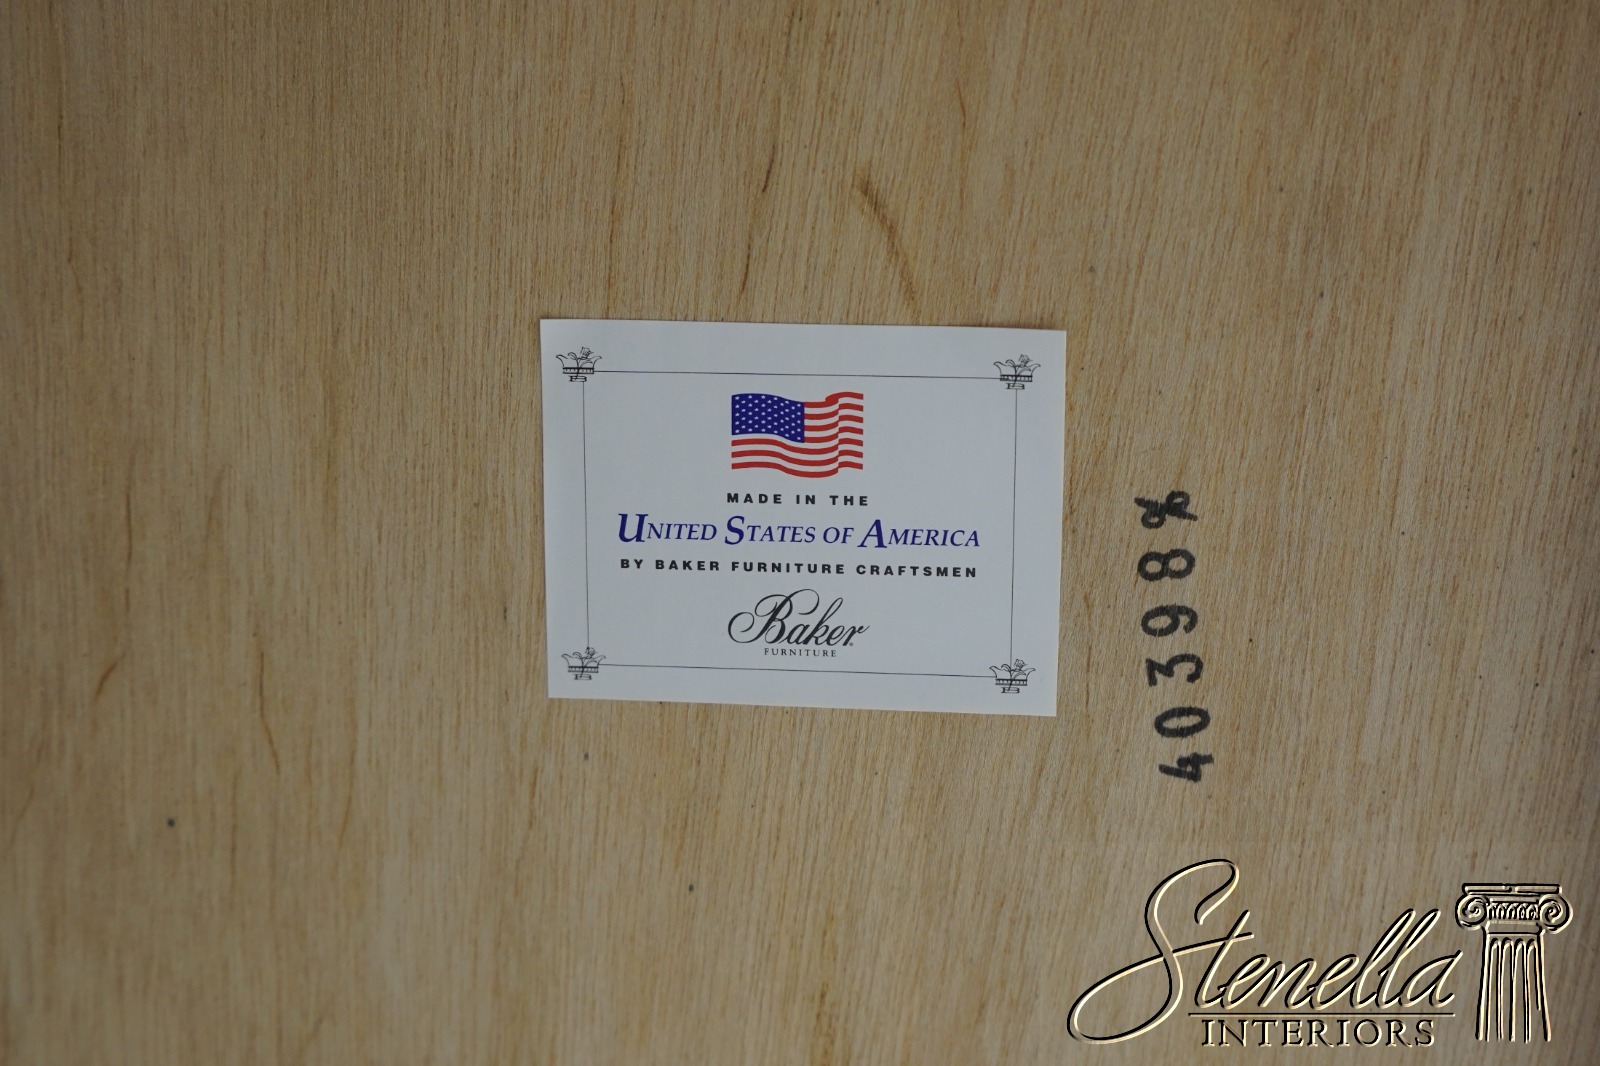 MADE IN THE
UNITED STATES OF AMERICA
BY BAKER FURNITURE CRAFTSMEN
Baker
FURNITURE
40398
Stenella
INTERIORS